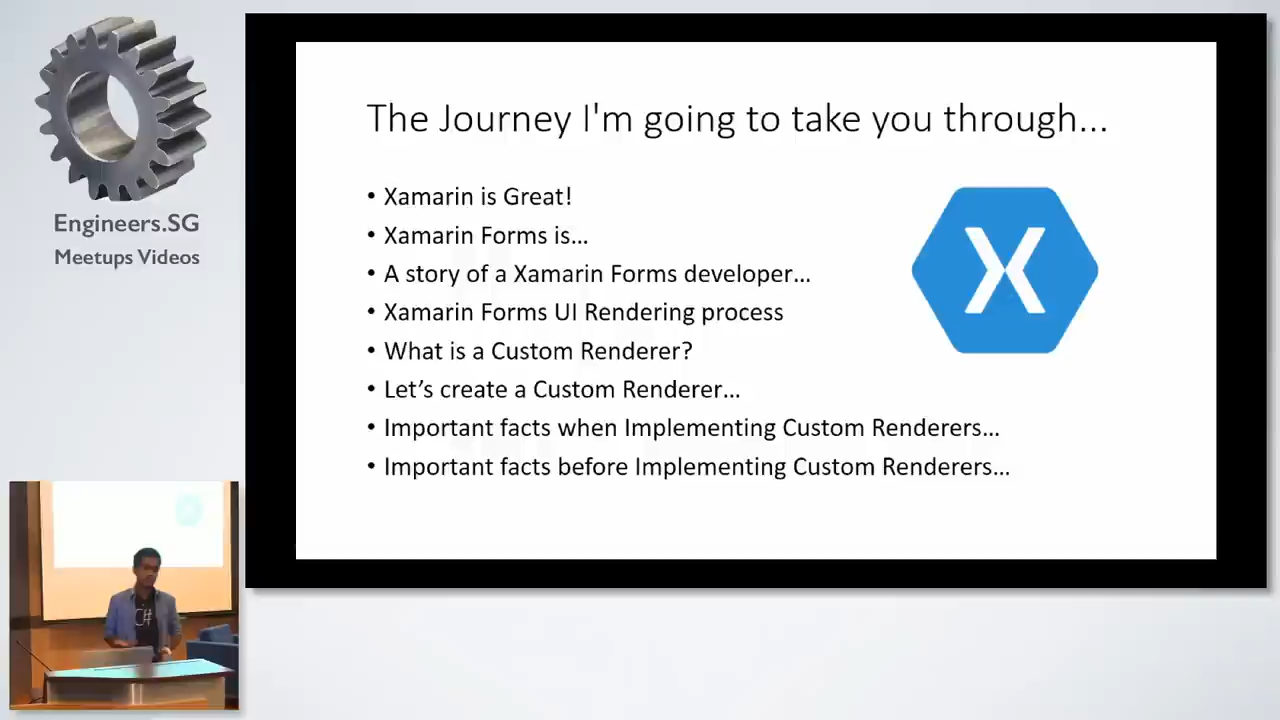 Engineers.SG
Meetups Videos
The Journey I'm going to take you through...
• Xamarin is Great!
• Xamarin Forms is...
• A story of a Xamarin Forms developer...
• Xamarin Forms UI Rendering process
• What is a Custom Renderer?
• Let’s create a Custom Renderer...
• Important facts when Implementing Custom Renderers...
• Important facts before Implementing Custom Renderers...
X
C#